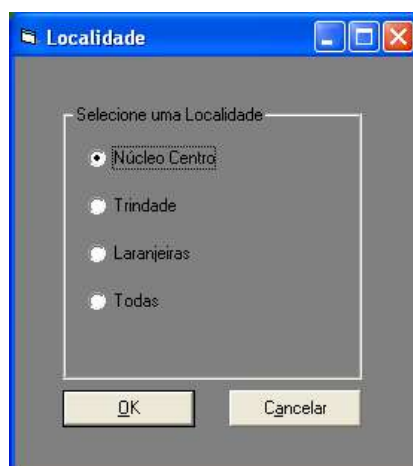 Localidade
Selecione uma Localidade
Núcleo Centro
Trindade
Laranjeiras
Todas
OK Cancelar